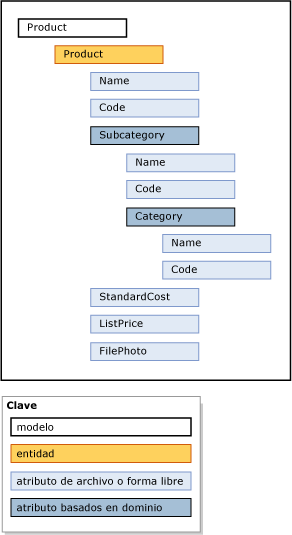 Product
Product
Name
Code
Subcategory
Name
Code
Category
Name
Code
StandardCost
ListPrice
FilePhoto
Clave
modelo
entidad
atributo de archivo o forma libre
atributo basados en dominio